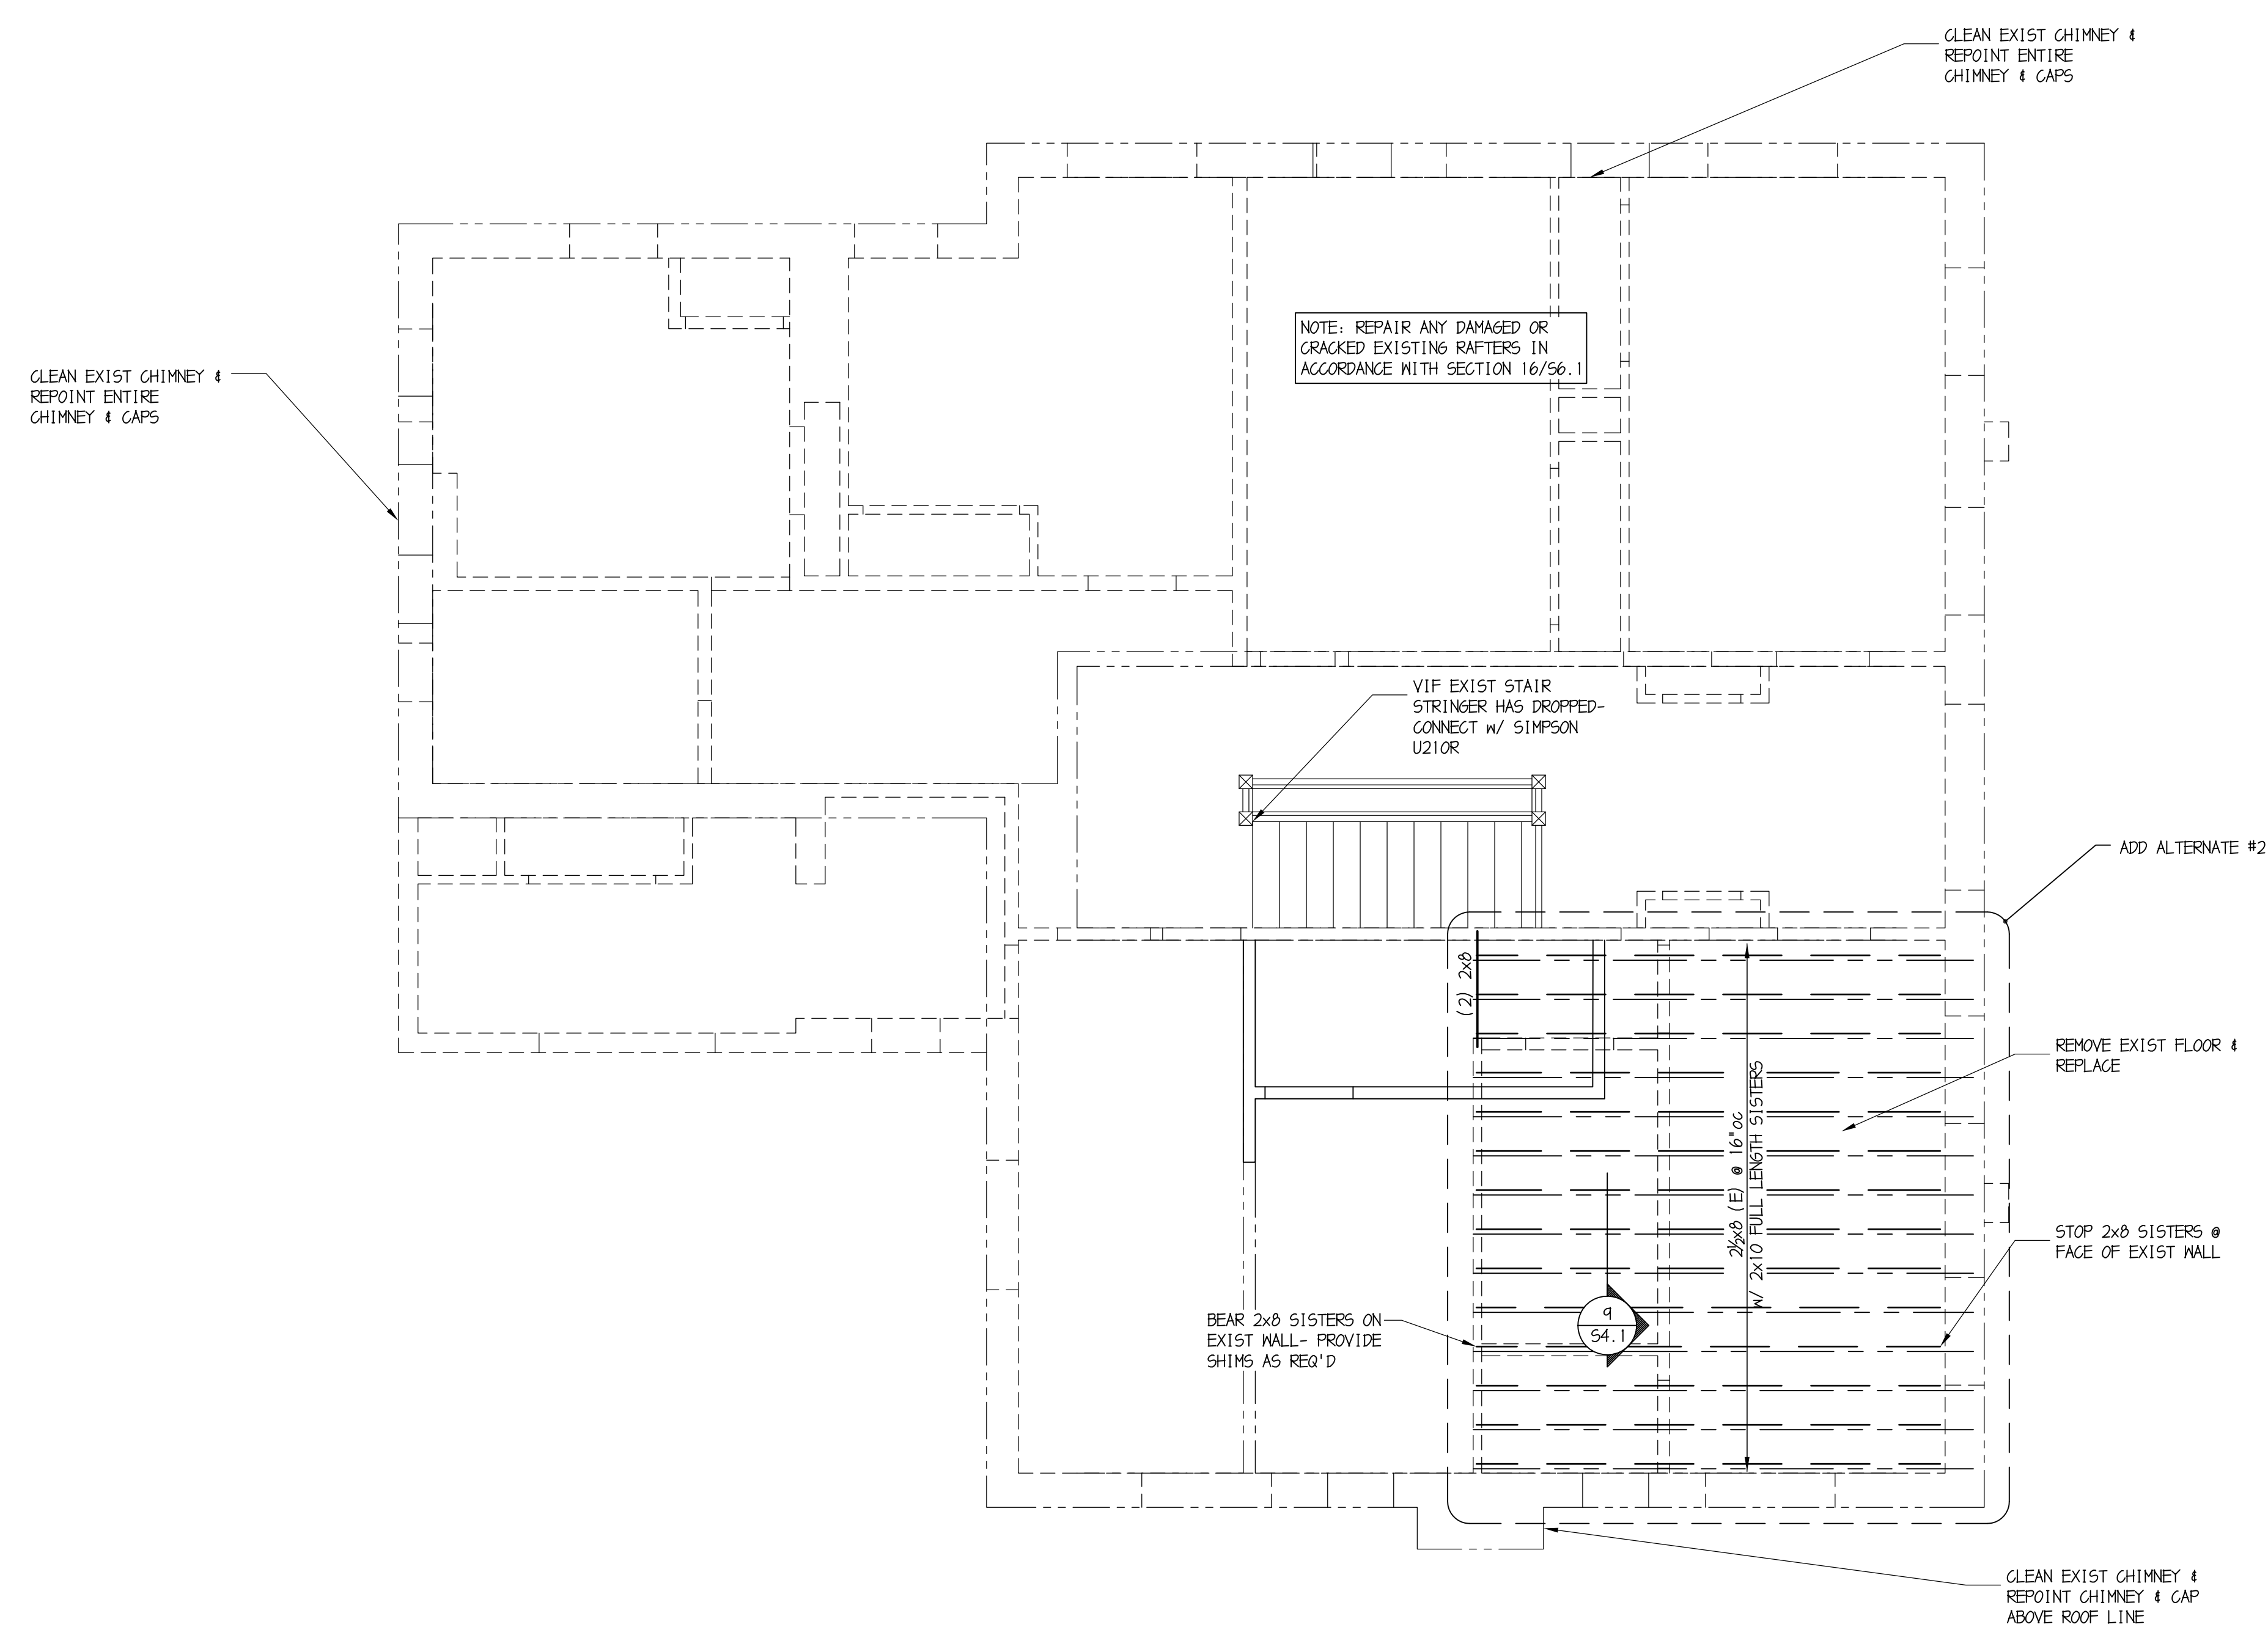 CLEAN EXIST CHIMNEY &
REPOINT ENTIRE
CHIMNEY & CAPS
NOTE: REPAIR ANY DAMAGED OR
CRACKED EXISTING RAFTERS IN
ACCORDANCE WITH SECTION 16/S6.1
CLEAN EXIST CHIMNEY &
REPOINT ENTIRE
CHIMNEY & CAPS
VIF EXIST STAIR
STRINGER HAS DROPPED-
CONNECT W/ SIMPSON
U210R
ADD ALTERNATE #2
(2) 2x8
REMOVE EXIST FLOOR &
REPLACE
2½x8 (E) @ 16"OC
W/ 2x10 FULL LENGTH SISTERS
STOP 2x8 SISTERS @
FACE OF EXIST WALL
9
S4.1
BEAR 2x8 SISTERS ON
EXIST WALL- PROVIDE
SHIMS AS REQ'D
CLEAN EXIST CHIMNEY &
REPOINT CHIMNEY & CAP
ABOVE ROOF LINE